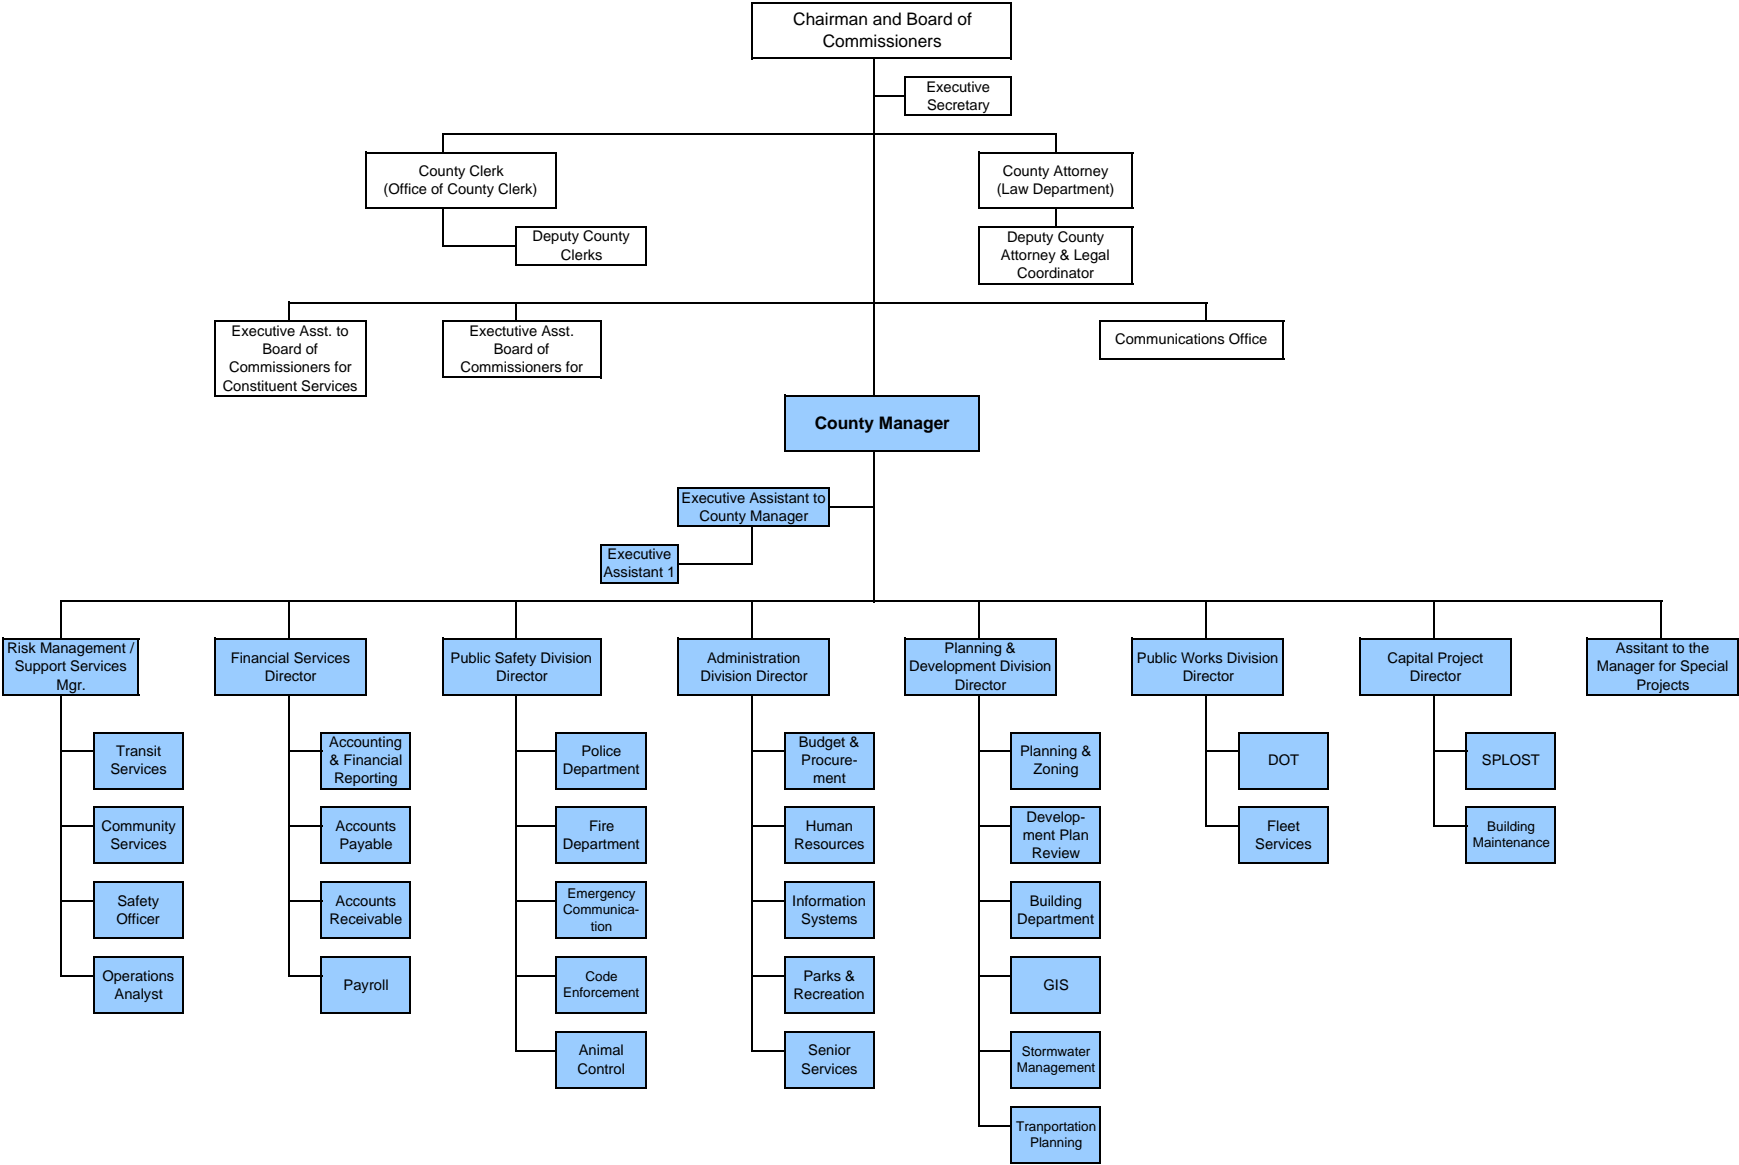 Chairman and Board of
Commissioners
Executive
Secretary
County Clerk
(Office of County Clerk)
County Attorney
(Law Department)
Deputy County
Clerks
Deputy County
Attorney & Legal
Coordinator
Executive Asst. to
Board of
Commissioners for
Constituent Services
Exectutive Asst.
Board of
Commissioners for
Communications Office
County Manager
Executive Assistant to
County Manager
Executive
Assistant 1
Risk Management /
Support Services
Mgr.
Financial Services
Director
Public Safety Division
Director
Administration
Division Director
Planning &
Development Division
Director
Public Works Division
Director
Capital Project
Director
Assitant to the
Manager for Special
Projects
Transit
Services
Accounting
& Financial
Reporting
Police
Department
Budget &
Procure-
ment
Planning &
Zoning
DOT
SPLOST
Community
Services
Accounts
Payable
Fire
Department
Human
Resources
Develop-
ment Plan
Review
Fleet
Services
Building
Maintenance
Safety
Officer
Accounts
Receivable
Emergency
Communica-
tion
Information
Systems
Building
Department
Operations
Analyst
Payroll
Code
Enforcement
Parks &
Recreation
GIS
Animal
Control
Senior
Services
Stormwater
Management
Tranportation
Planning